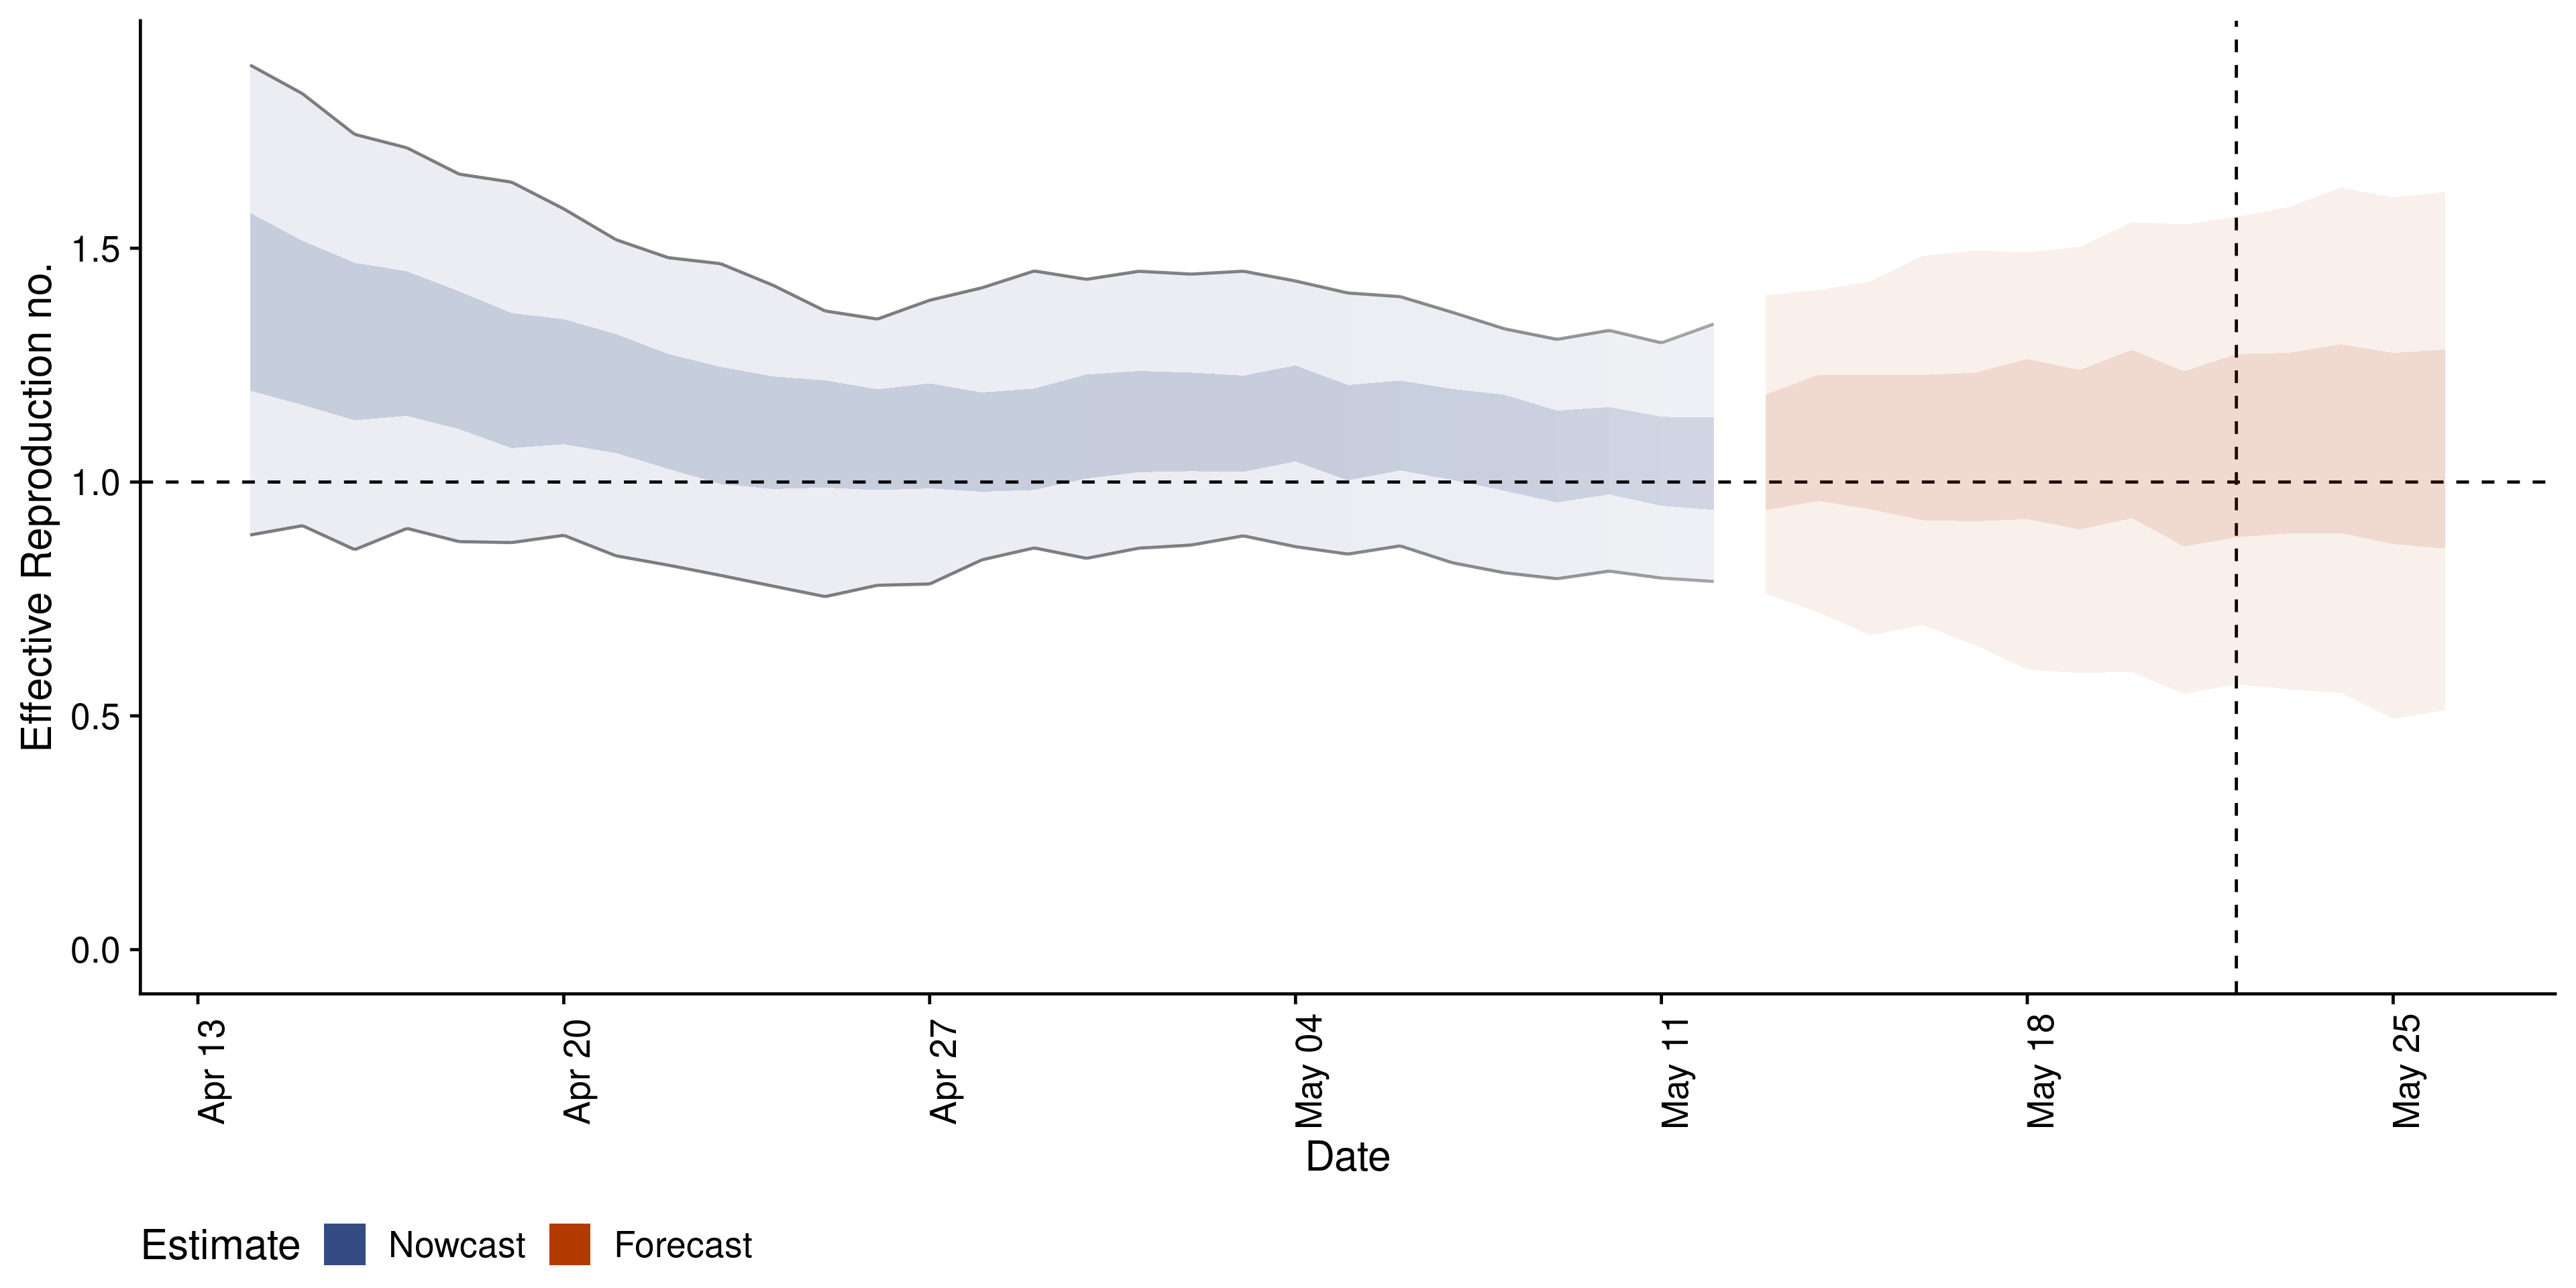 Effective Reproduction no.
1.5
1.0
0.5
0.0
Apr 13
Apr 20
Apr 27
May 04
May 11
May 18
May 25
Date
Estimate Nowcast Forecast